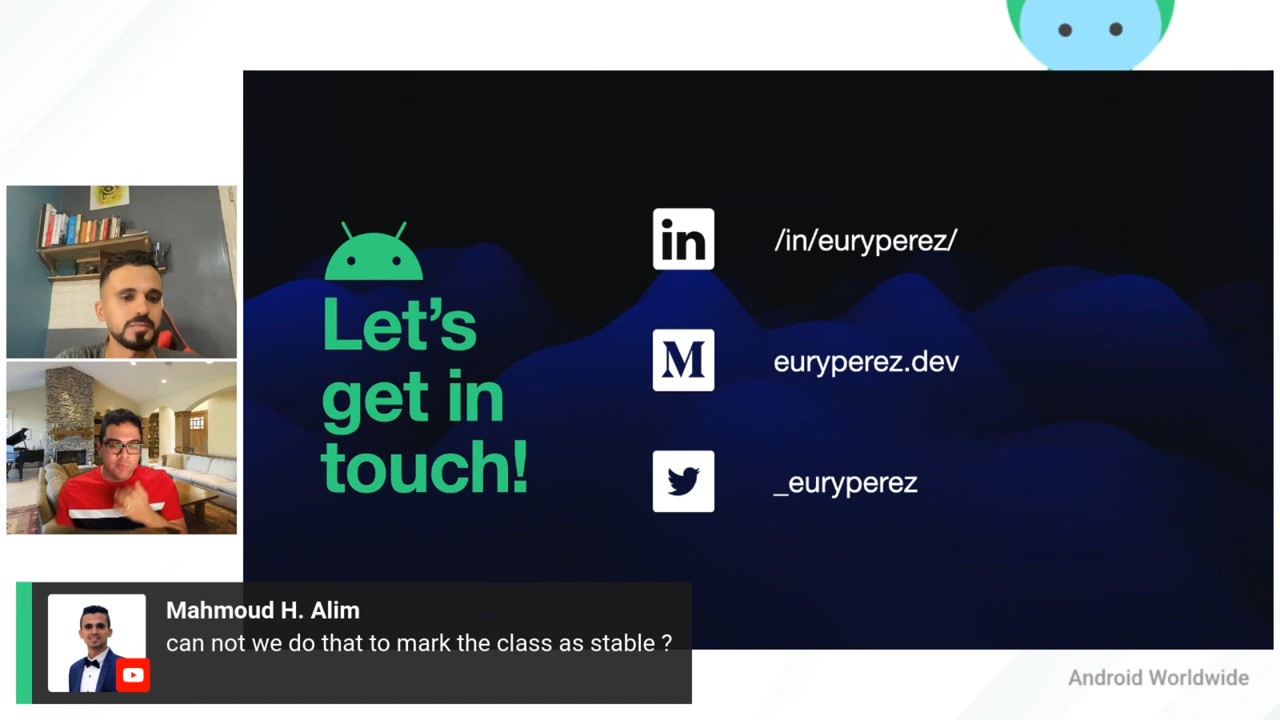 Let's
get in
touch!
in
/in/euryperez/
M
euryperez.dev
_euryperez
Mahmoud H. Alim
can not we do that to mark the class as stable ?
Android Worldwide